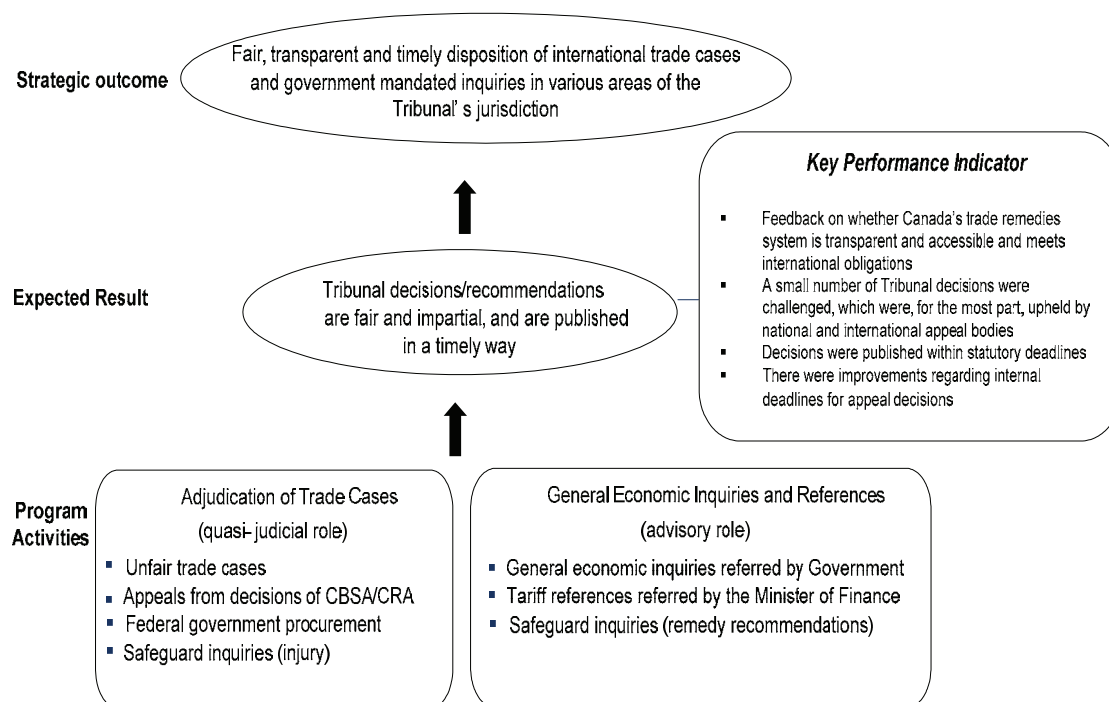 Strategic outcome
Fair, transparent and timely disposition of international trade cases
and government mandated inquiries in various areas of the
Tribunal' s jurisdiction
Key Performance Indicator
▪ Feedback on whether Canada's trade remedies
system is transparent and accessible and meets
international obligations
▪ A small number of Tribunal decisions were
challenged, which were, for the most part, upheld by
national and international appeal bodies
▪ Decisions were published within statutory deadlines
▪ There were improvements regarding internal
deadlines for appeal decisions
Expected Result
Tribunal decisions/recommendations
are fair and impartial, and are published
in a timely way
Program
Activities
Adjudication of Trade Cases
(quasi-judicial role)
▪ Unfair trade cases
▪ Appeals from decisions of CBSA/CRA
▪ Federal government procurement
▪ Safeguard inquiries (injury)
General Economic Inquiries and References
(advisory role)
▪ General economic inquiries referred by Government
▪ Tariff references referred by the Minister of Finance
▪ Safeguard inquiries (remedy recommendations)